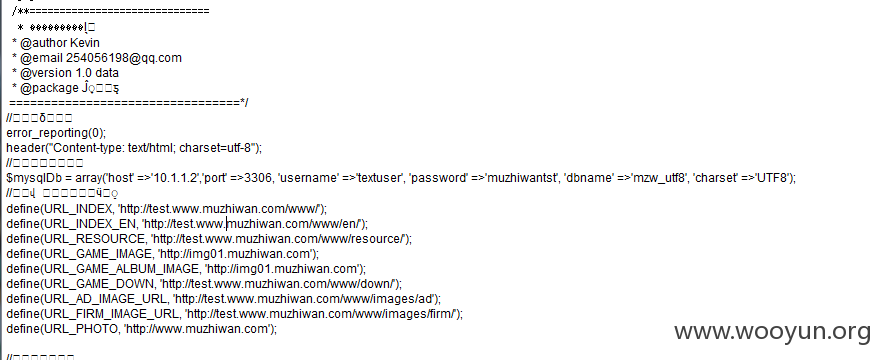 /**=============================
*
* @author Kevin
* @email 254056198@qq.com
* @version 1.0 data
* @package
=================================*/
//
error_reporting(0);
header("Content-type: text/html; charset=utf-8");
//
$mysqlDb = array('host' =>'10.1.1.2','port' =>3306, 'username' =>'textuser', 'password' =>'muzhiwantst', 'dbname' =>'mzw_utf8', 'charset' =>'UTF8');
//
define(URL_INDEX, 'http://test.www.muzhiwan.com/www/');
define(URL_INDEX_EN, 'http://test.www.muzhiwan.com/www/en/');
define(URL_RESOURCE, 'http://test.www.muzhiwan.com/www/resource/');
define(URL_GAME_IMAGE, 'http://img01.muzhiwan.com');
define(URL_GAME_ALBUM_IMAGE, 'http://img01.muzhiwan.com');
define(URL_GAME_DOWN, 'http://test.www.muzhiwan.com/www/down/');
define(URL_AD_IMAGE_URL, 'http://test.www.muzhiwan.com/www/images/ad');
define(URL_FIRM_IMAGE_URL, 'http://test.www.muzhiwan.com/www/images/firm/');
define(URL_PHOTO, 'http://www.muzhiwan.com');
www.wooyun.org
//